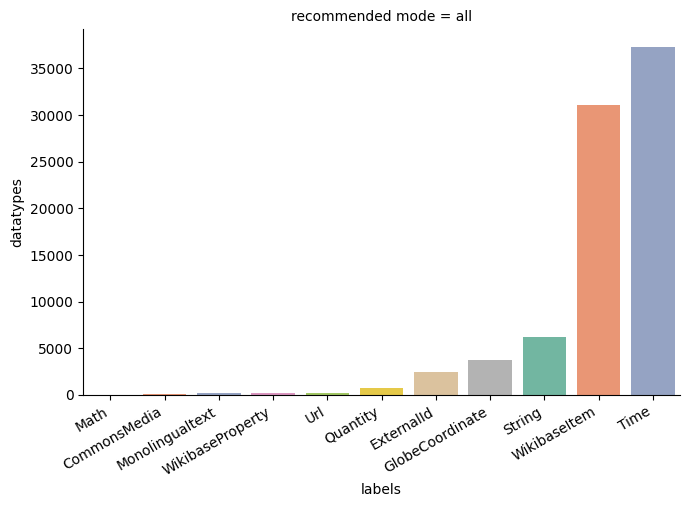 recommended mode = all
35000
30000
25000
20000
15000
10000
5000
0
datatypes
Math
CommonsMedia
Monolingualtext
WikibaseProperty
Url
Quantity
ExternalId
GlobeCoordinate
String
WikibaseItem
Time
labels